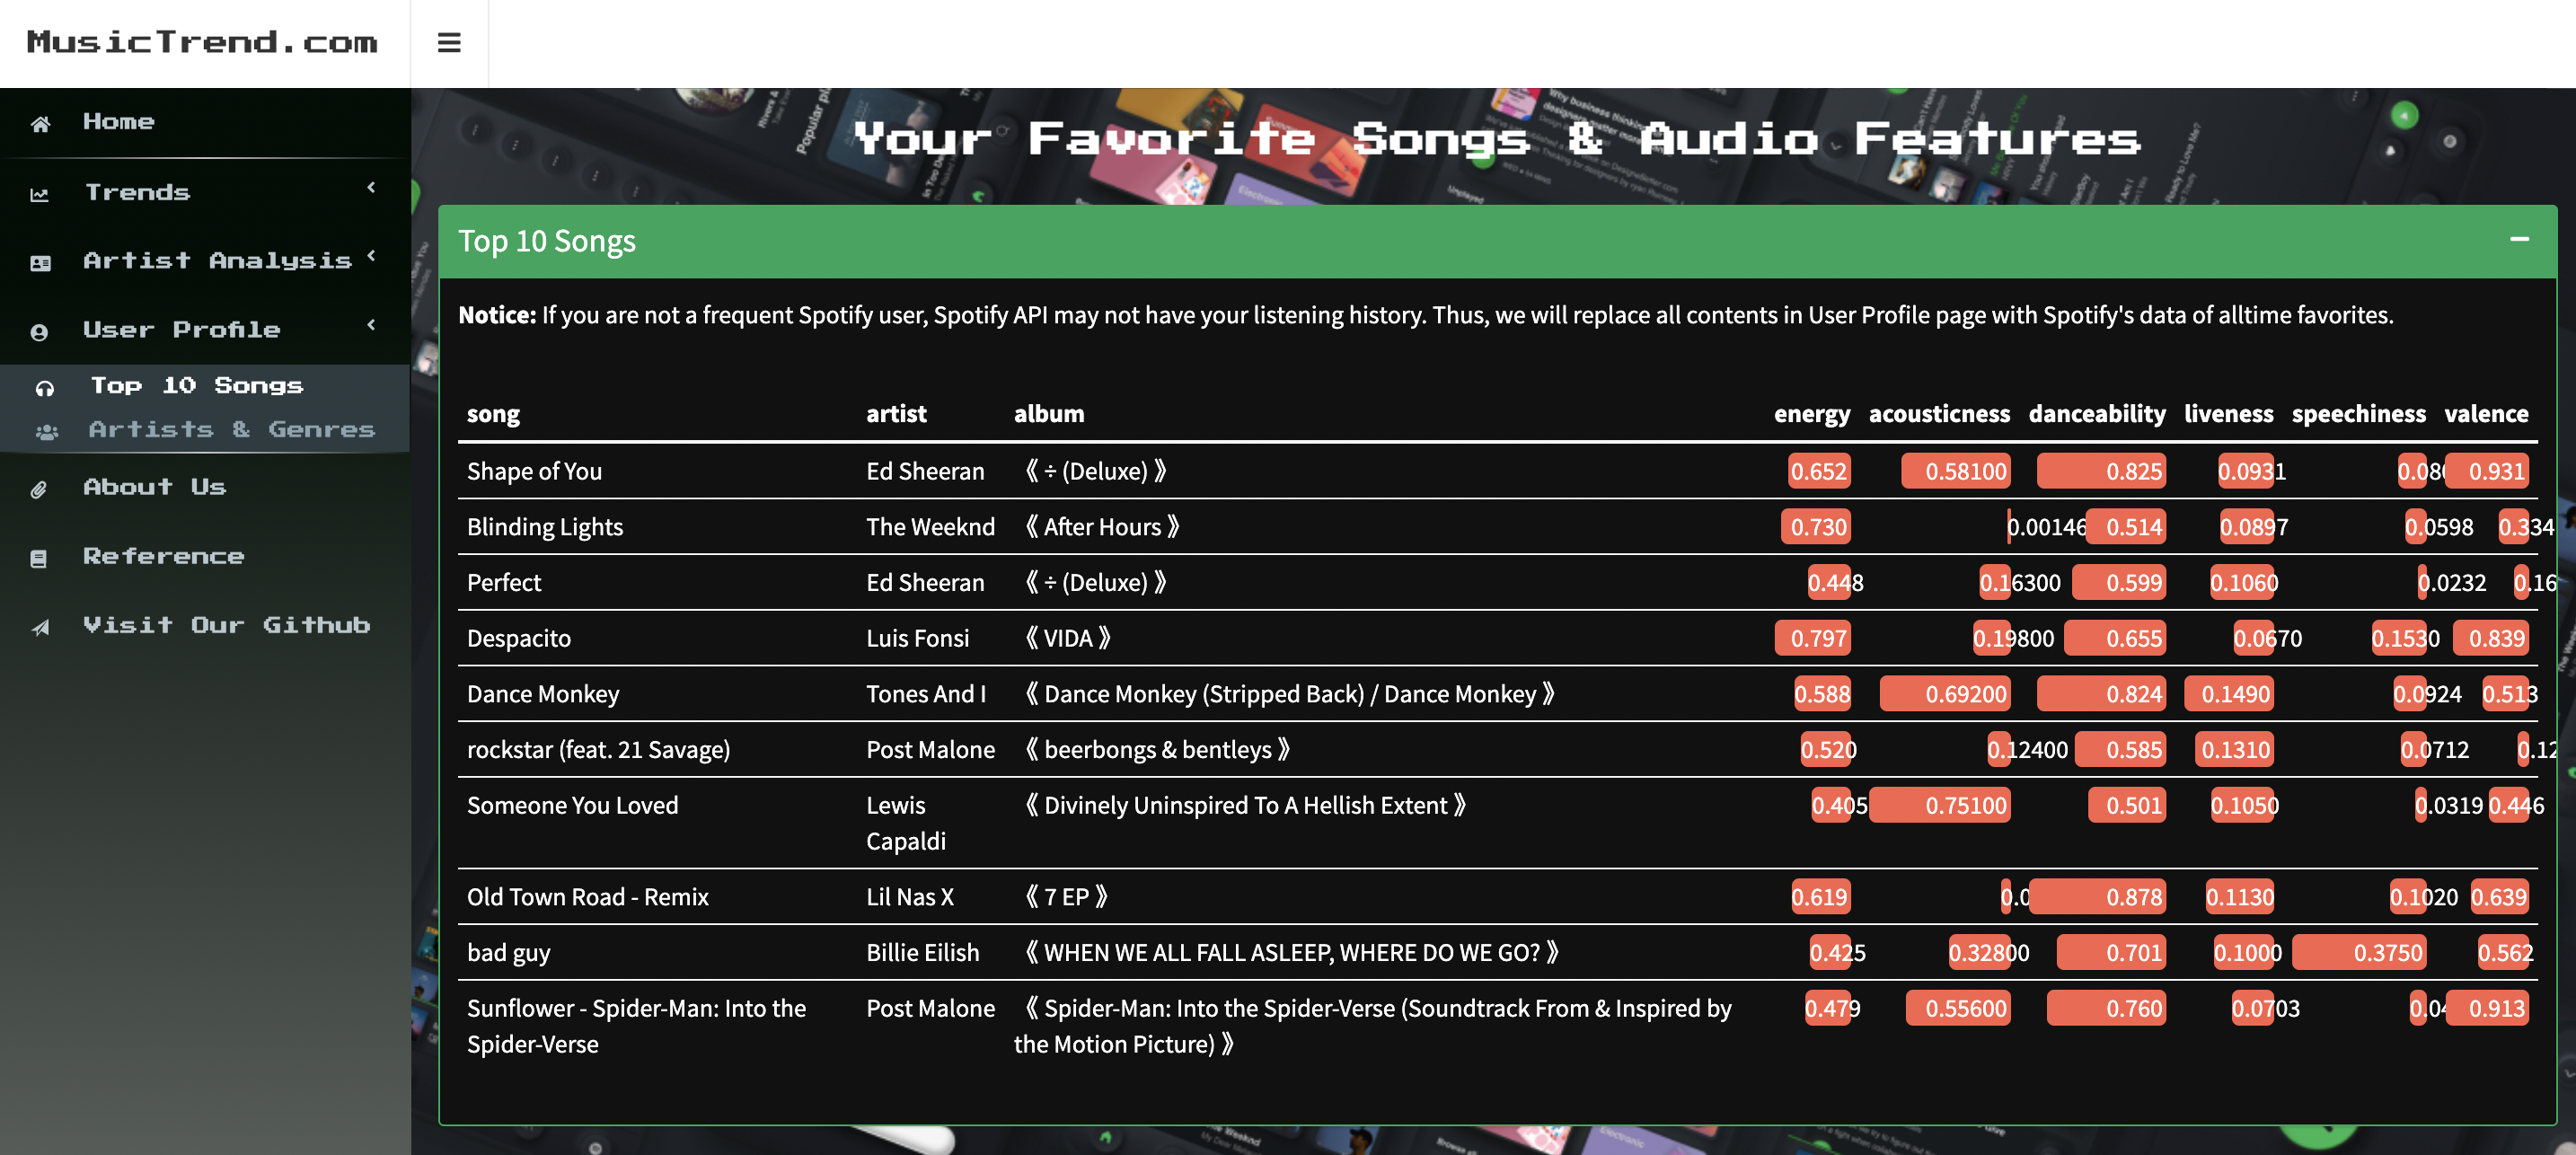 MusicTrend.com
Home
Trends
Artist Analysis
User Profile
Top 10 Songs
Artists & Genres
About Us
Reference
Visit Our Github
Your Favorite Songs & Audio Features
Top 10 Songs
Notice: If you are not a frequent Spotify user, Spotify API may not have your listening history. Thus, we will replace all contents in User Profile page with Spotify's data of alltime favorites.
song artist album energy acousticness danceability liveness speechiness valence
Shape of You Ed Sheeran 《 ÷ (Deluxe) 》 0.652 0.58100 0.825 0.0931 0.931
Blinding Lights The Weeknd 《 After Hours 》 0.730 0.00146 0.514 0.0897 0.0598 0.334
Perfect Ed Sheeran 《 ÷ (Deluxe) 》 0.448 0.16300 0.599 0.1060 0.0232 0.16
Despacito Luis Fonsi 《 VIDA 》 0.797 0.19800 0.655 0.0670 0.1530 0.839
Dance Monkey Tones And I 《 Dance Monkey (Stripped Back) / Dance Monkey 》 0.588 0.69200 0.824 0.1490 0.0924 0.513
rockstar (feat. 21 Savage) Post Malone 《 beerbongs & bentleys 》 0.520 0.12400 0.585 0.1310 0.0712 0.12
Someone You Loved Lewis Capaldi 《 Divinely Uninspired To A Hellish Extent 》 0.405 0.75100 0.501 0.1050 0.0319 0.446
Old Town Road - Remix Lil Nas X 《 7 EP 》 0.619 0.0 0.878 0.1130 0.1020 0.639
bad guy Billie Eilish 《 WHEN WE ALL FALL ASLEEP, WHERE DO WE GO? 》 0.425 0.32800 0.701 0.1000 0.3750 0.562
Sunflower - Spider-Man: Into the Spider-Verse Post Malone 《 Spider-Man: Into the Spider-Verse (Soundtrack From & Inspired by the Motion Picture) 》 0.479 0.55600 0.760 0.0703 0.04 0.913